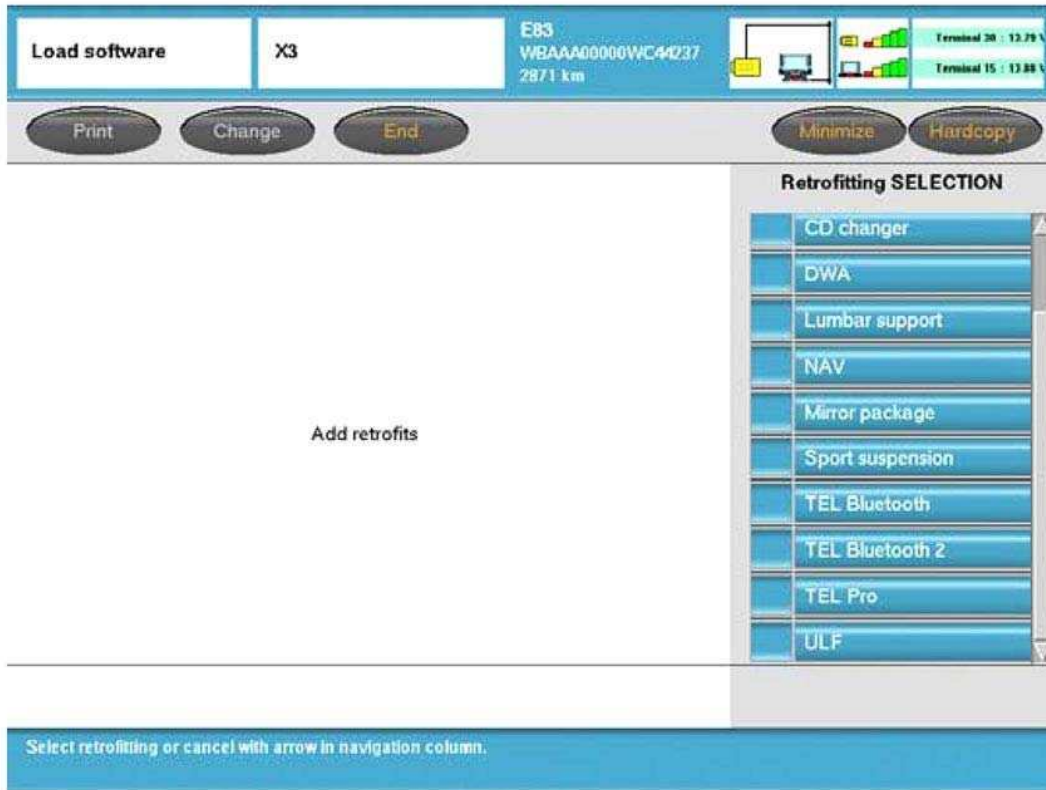 Load software
X3
E83
WBAAA00000WC44237
2871 km
Terminal 30 : 13.79 V
Terminal 15 : 13.88 V
Print
Change
End
Minimize
Hardcopy
Retrofitting SELECTION
CD changer
DWA
Lumbar support
NAV
Mirror package
Sport suspension
TEL Bluetooth
TEL Bluetooth 2
TEL Pro
ULF
Add retrofits
Select retrofitting or cancel with arrow in navigation column.